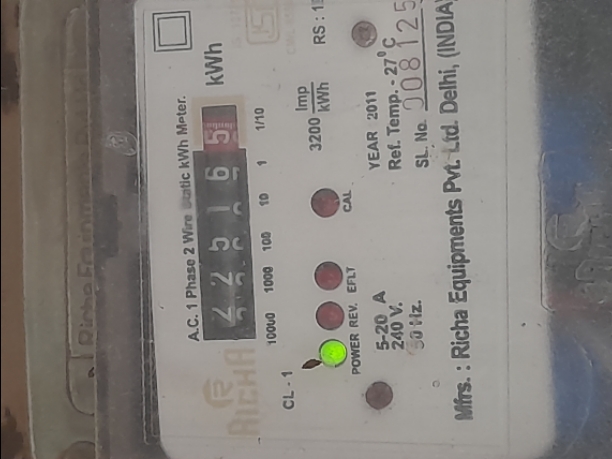 A.C. 1 Phase 2 Wire Static kWh Meter.
2 2 5 1 6 5 kWh
10000 1000 100 10 1 1/10
RICHA
CL - 1
3200 Imp/kWh
POWER REV. EFLT CAL
5-20 A
240 V.
50 Hz.
YEAR 2011
Ref. Temp. - 27°C
SL. No. 008125
Mfrs. : Richa Equipments Pvt. Ltd. Delhi, (INDIA)